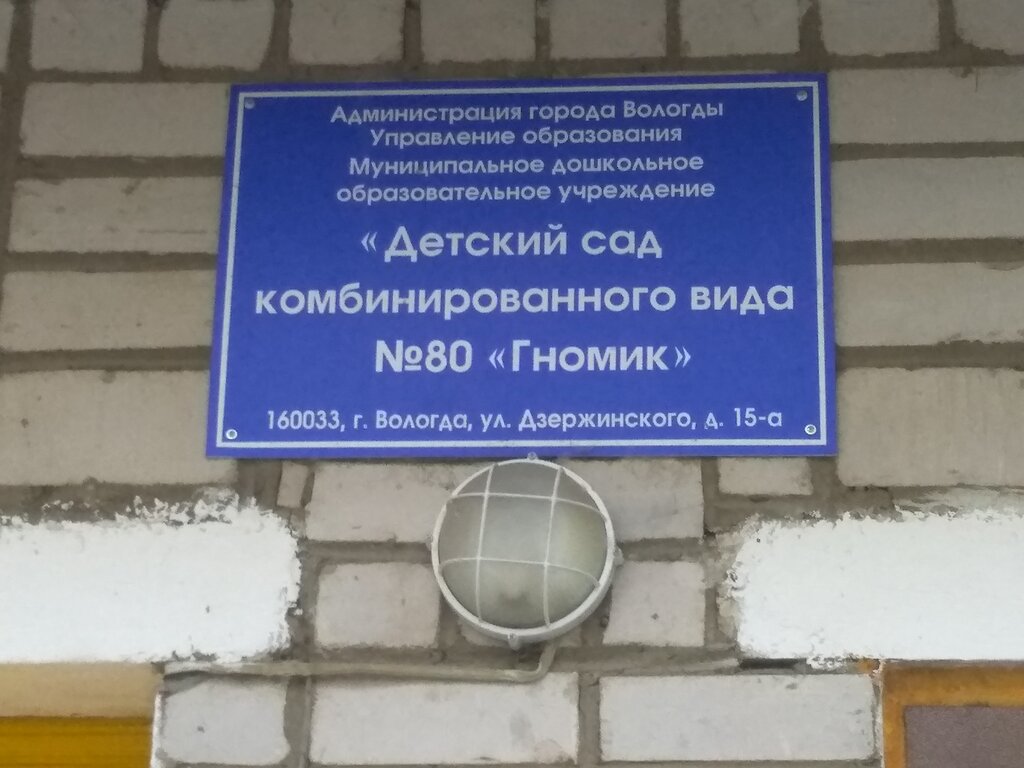 Администрация города Вологды
Управление образования
Муниципальное дошкольное
образовательное учреждение
«Детский сад
комбинированного вида
№80 «Гномик»
160033, г. Вологда, ул. Дзержинского, д. 15-а